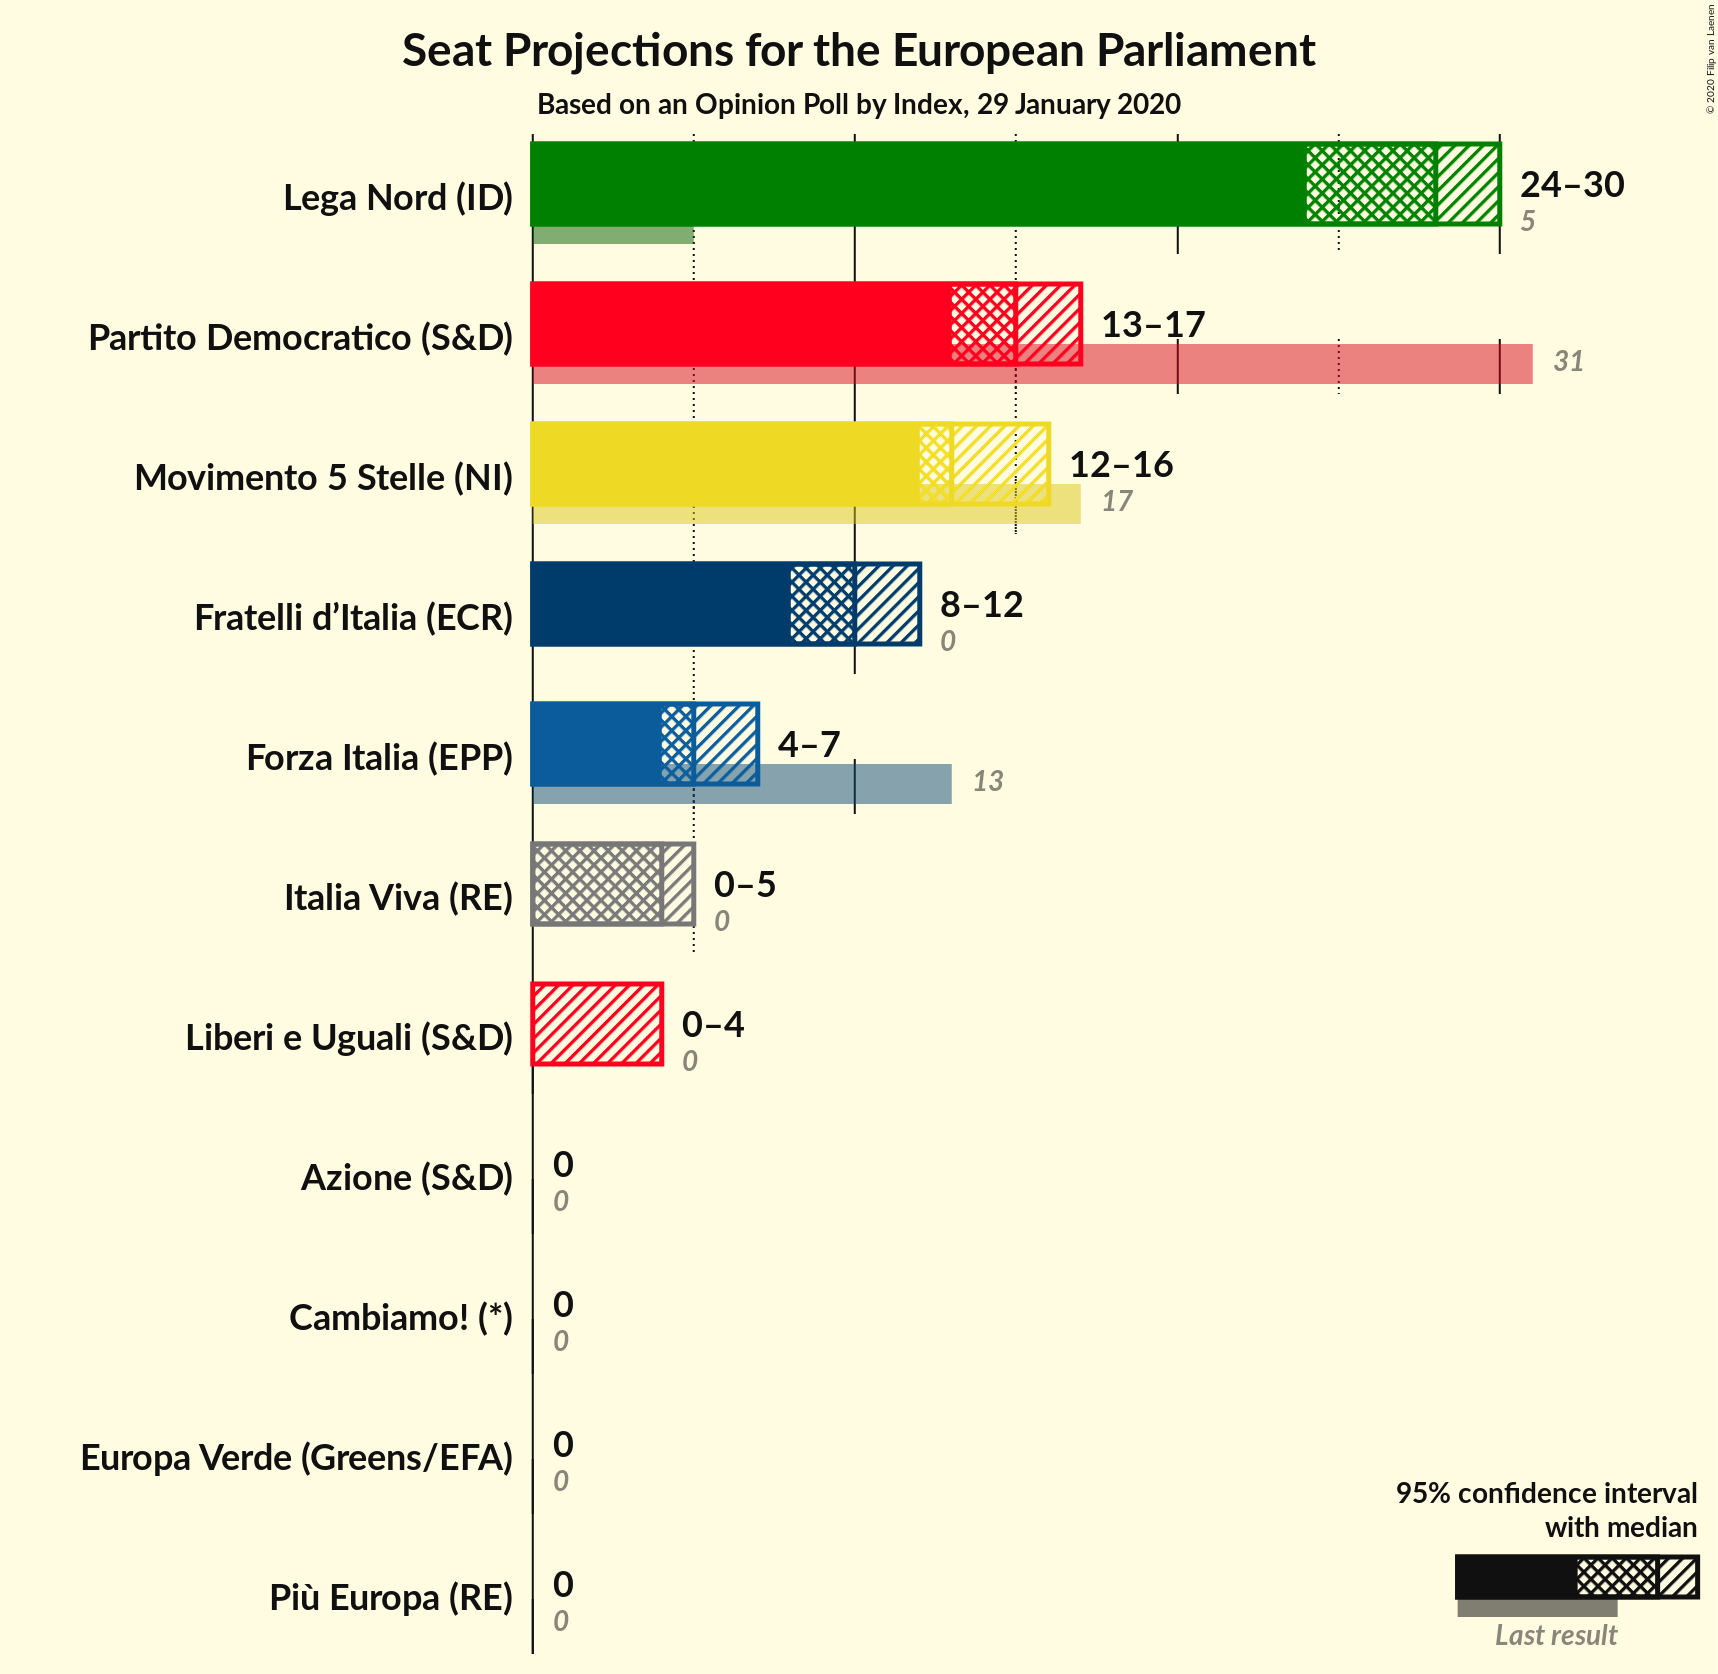 Seat Projections for the European Parliament
Based on an Opinion Poll by Index, 29 January 2020
© 2020 Filip van Laenen
Lega Nord (ID)
24–30
5
Partito Democratico (S&D)
13–17
31
Movimento 5 Stelle (NI)
12–16
17
Fratelli d’Italia (ECR)
8–12
0
Forza Italia (EPP)
4–7
13
Italia Viva (RE)
0–5
0
Liberi e Uguali (S&D)
0–4
0
Azione (S&D)
0
0
Cambiamo! (*)
0
0
Europa Verde (Greens/EFA)
0
0
Più Europa (RE)
0
0
95% confidence interval
with median
Last result